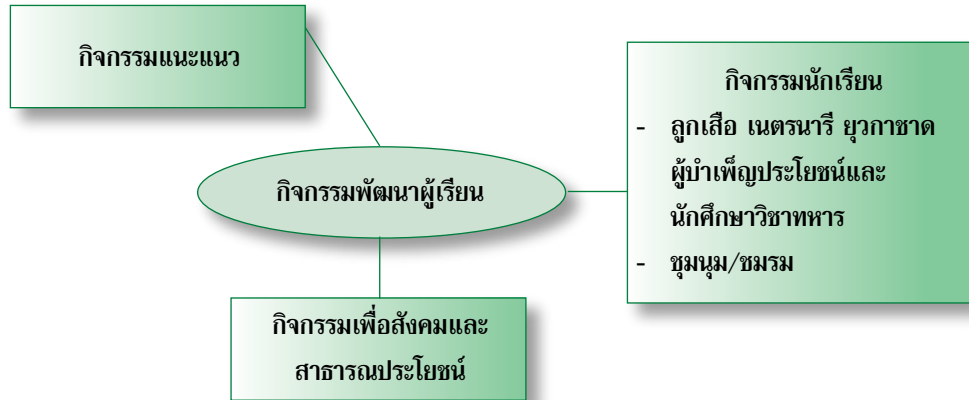 กิจกรรมแนะแนว
กิจกรรมนักเรียน
- ลูกเสือ เนตรนารี ยุวกาชาด
ผู้บำเพ็ญประโยชน์และ
นักศึกษาวิชาทหาร
- ชุมนุม/ชมรม
กิจกรรมพัฒนาผู้เรียน
กิจกรรมเพื่อสังคมและ
สาธารณประโยชน์